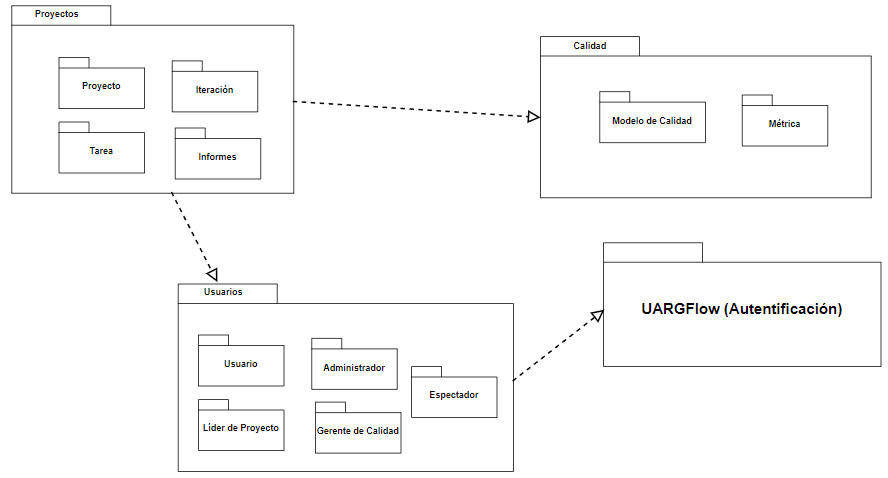 Proyectos
Proyecto
Iteración
Tarea
Informes
Calidad
Modelo de Calidad
Métrica
Usuarios
Usuario
Administrador
Espectador
Líder de Proyecto
Gerente de Calidad
UARGFlow (Autentificación)